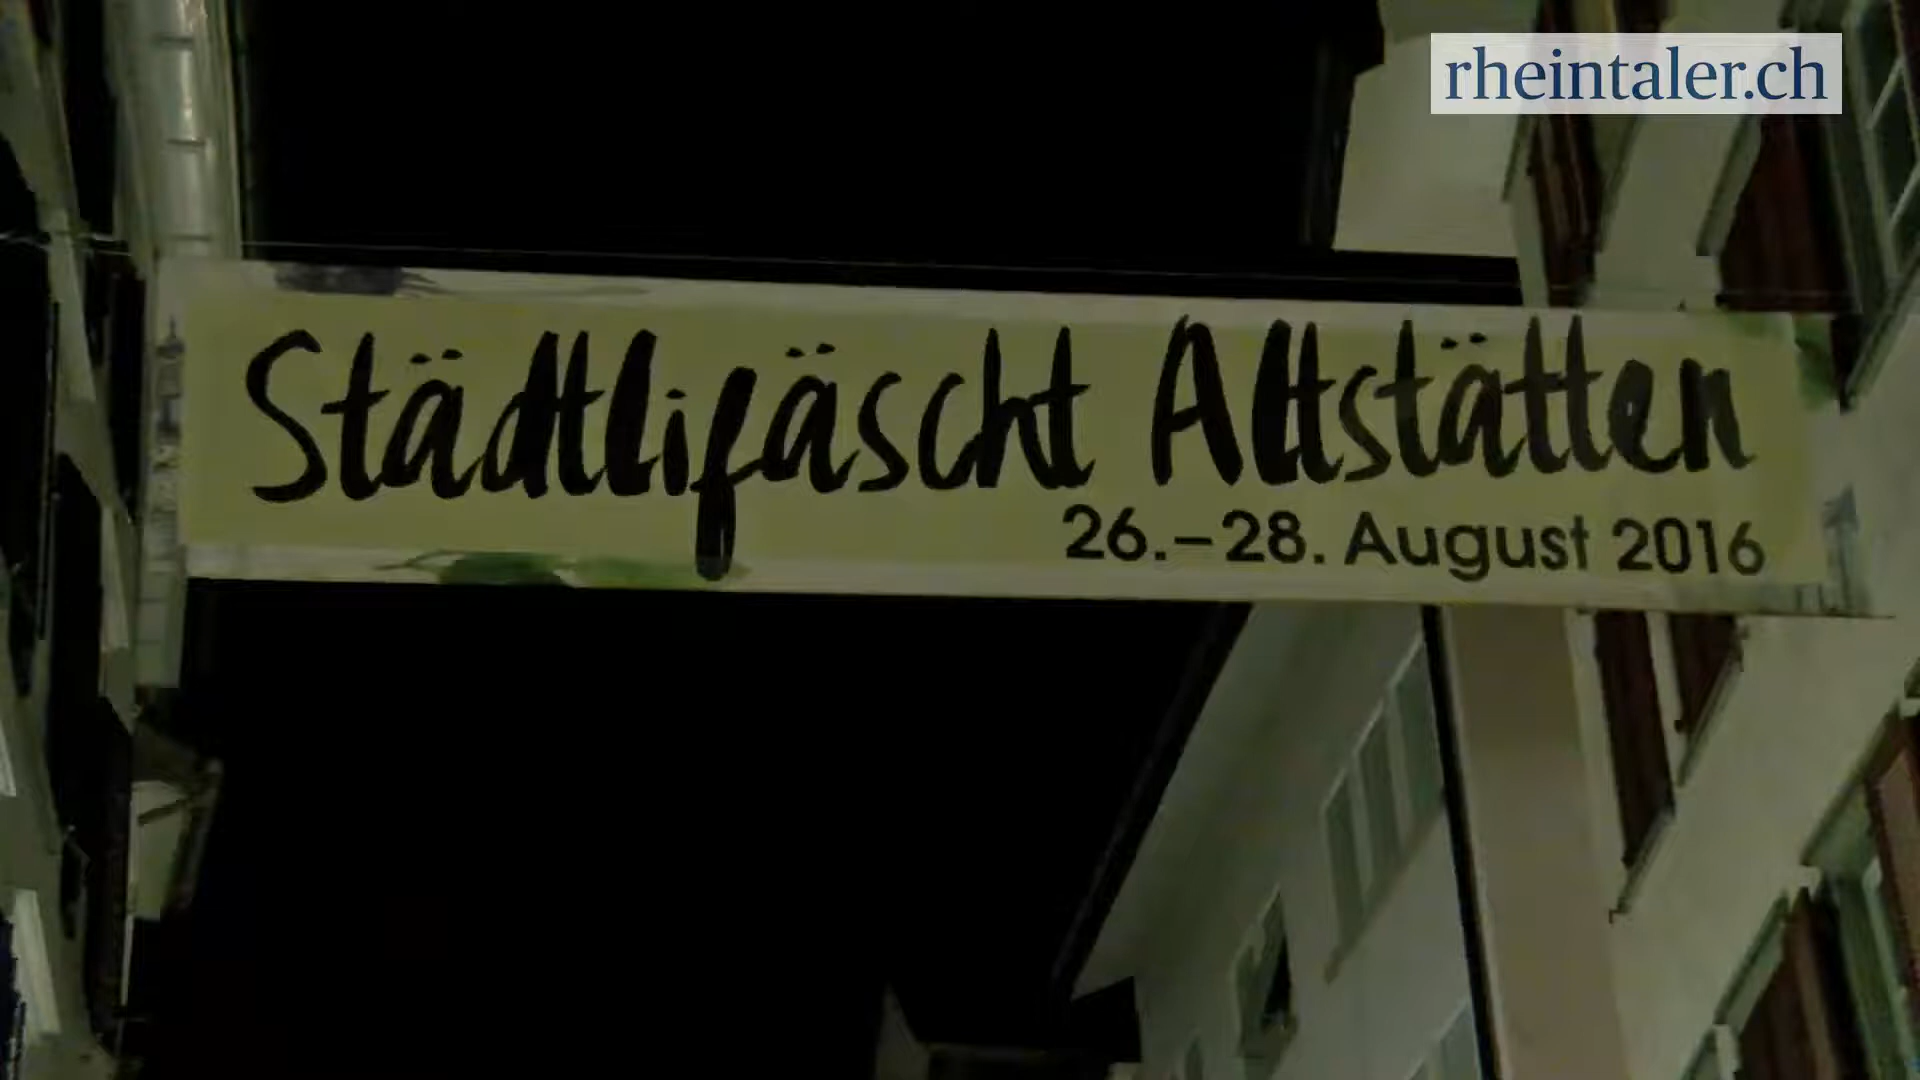 rheintaler.ch
Städtlifäscht Altstätten
26.–28. August 2016